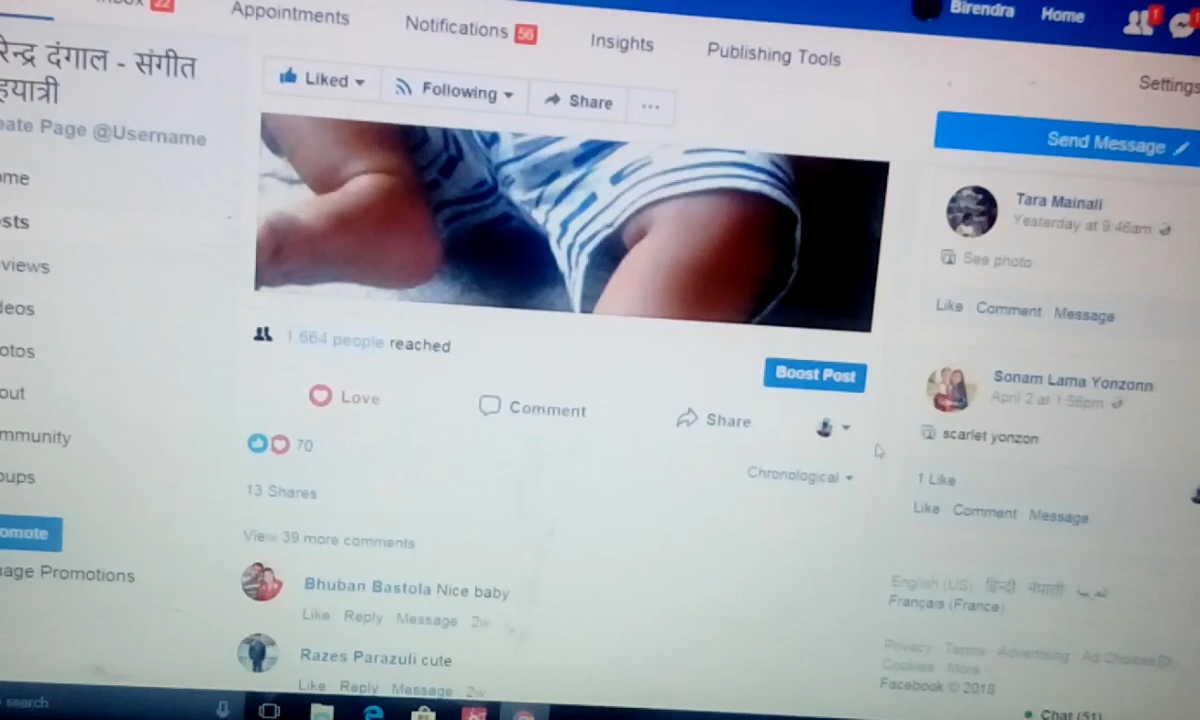 22
Appointments
Notifications 56
Insights
Publishing Tools
Birendra Home 1
Settings
रेन्द्र दंगाल - संगीत
हयात्री
eate Page @Username
ome
sts
views
deos
otos
out
mmunity
oups
omote
nage Promotions
Liked
Following
Share
...
1,664 people reached
Boost Post
Love
Comment
Share
70
Chronological
13 Shares
View 39 more comments
Bhuban Bastola Nice baby
Like Reply Message 2w
Razes Parazuli cute
Like Reply Message 2w
Send Message
Tara Mainali
Yesterday at 9:46am
See photo
Like Comment Message
Sonam Lama Yonzonn
April 2 at 1:56pm
scarlet yonzon
1 Like
Like Comment Message
English (US) हिन्दी नेपाली
Français (France)
Privacy Terms Advertising Ad Choices
Cookies More
Facebook © 2018
Chat (51)
search